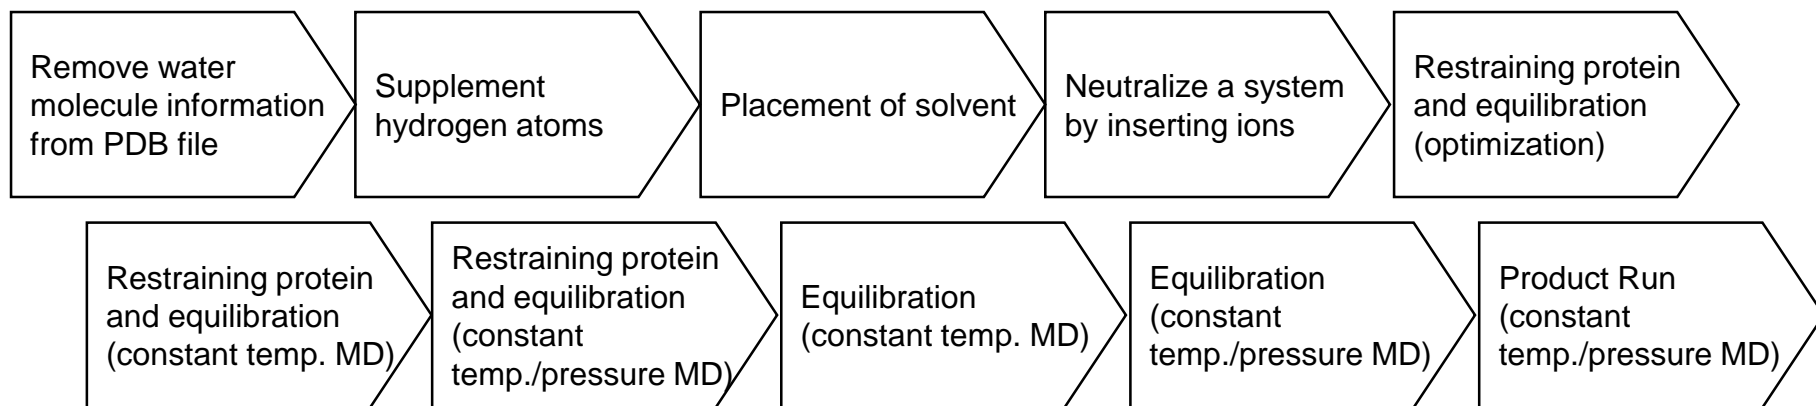 Remove water
molecule information
from PDB file
Supplement
hydrogen atoms
Placement of solvent
Neutralize a system
by inserting ions
Restraining protein
and equilibration
(optimization)
Restraining protein
and equilibration
(constant temp. MD)
Restraining protein
and equilibration
(constant
temp./pressure MD)
Equilibration
(constant temp. MD)
Equilibration
(constant
temp./pressure MD)
Product Run
(constant
temp./pressure MD)